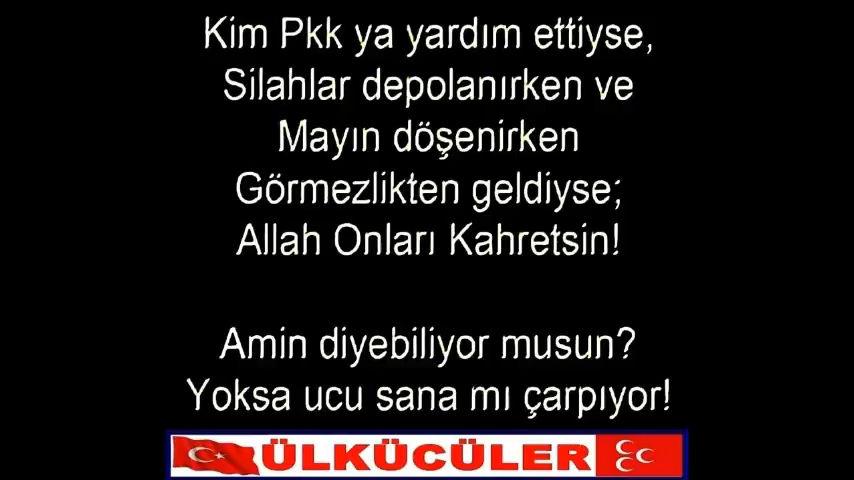 Kim Pkk ya yardım ettiyse,
Silahlar depolanırken ve
Mayın döşenirken
Görmezlikten geldiyse;
Allah Onları Kahretsin!
Amin diyebiliyor musun?
Yoksa ucu sana mı çarpıyor!
ÜLKÜCÜLER